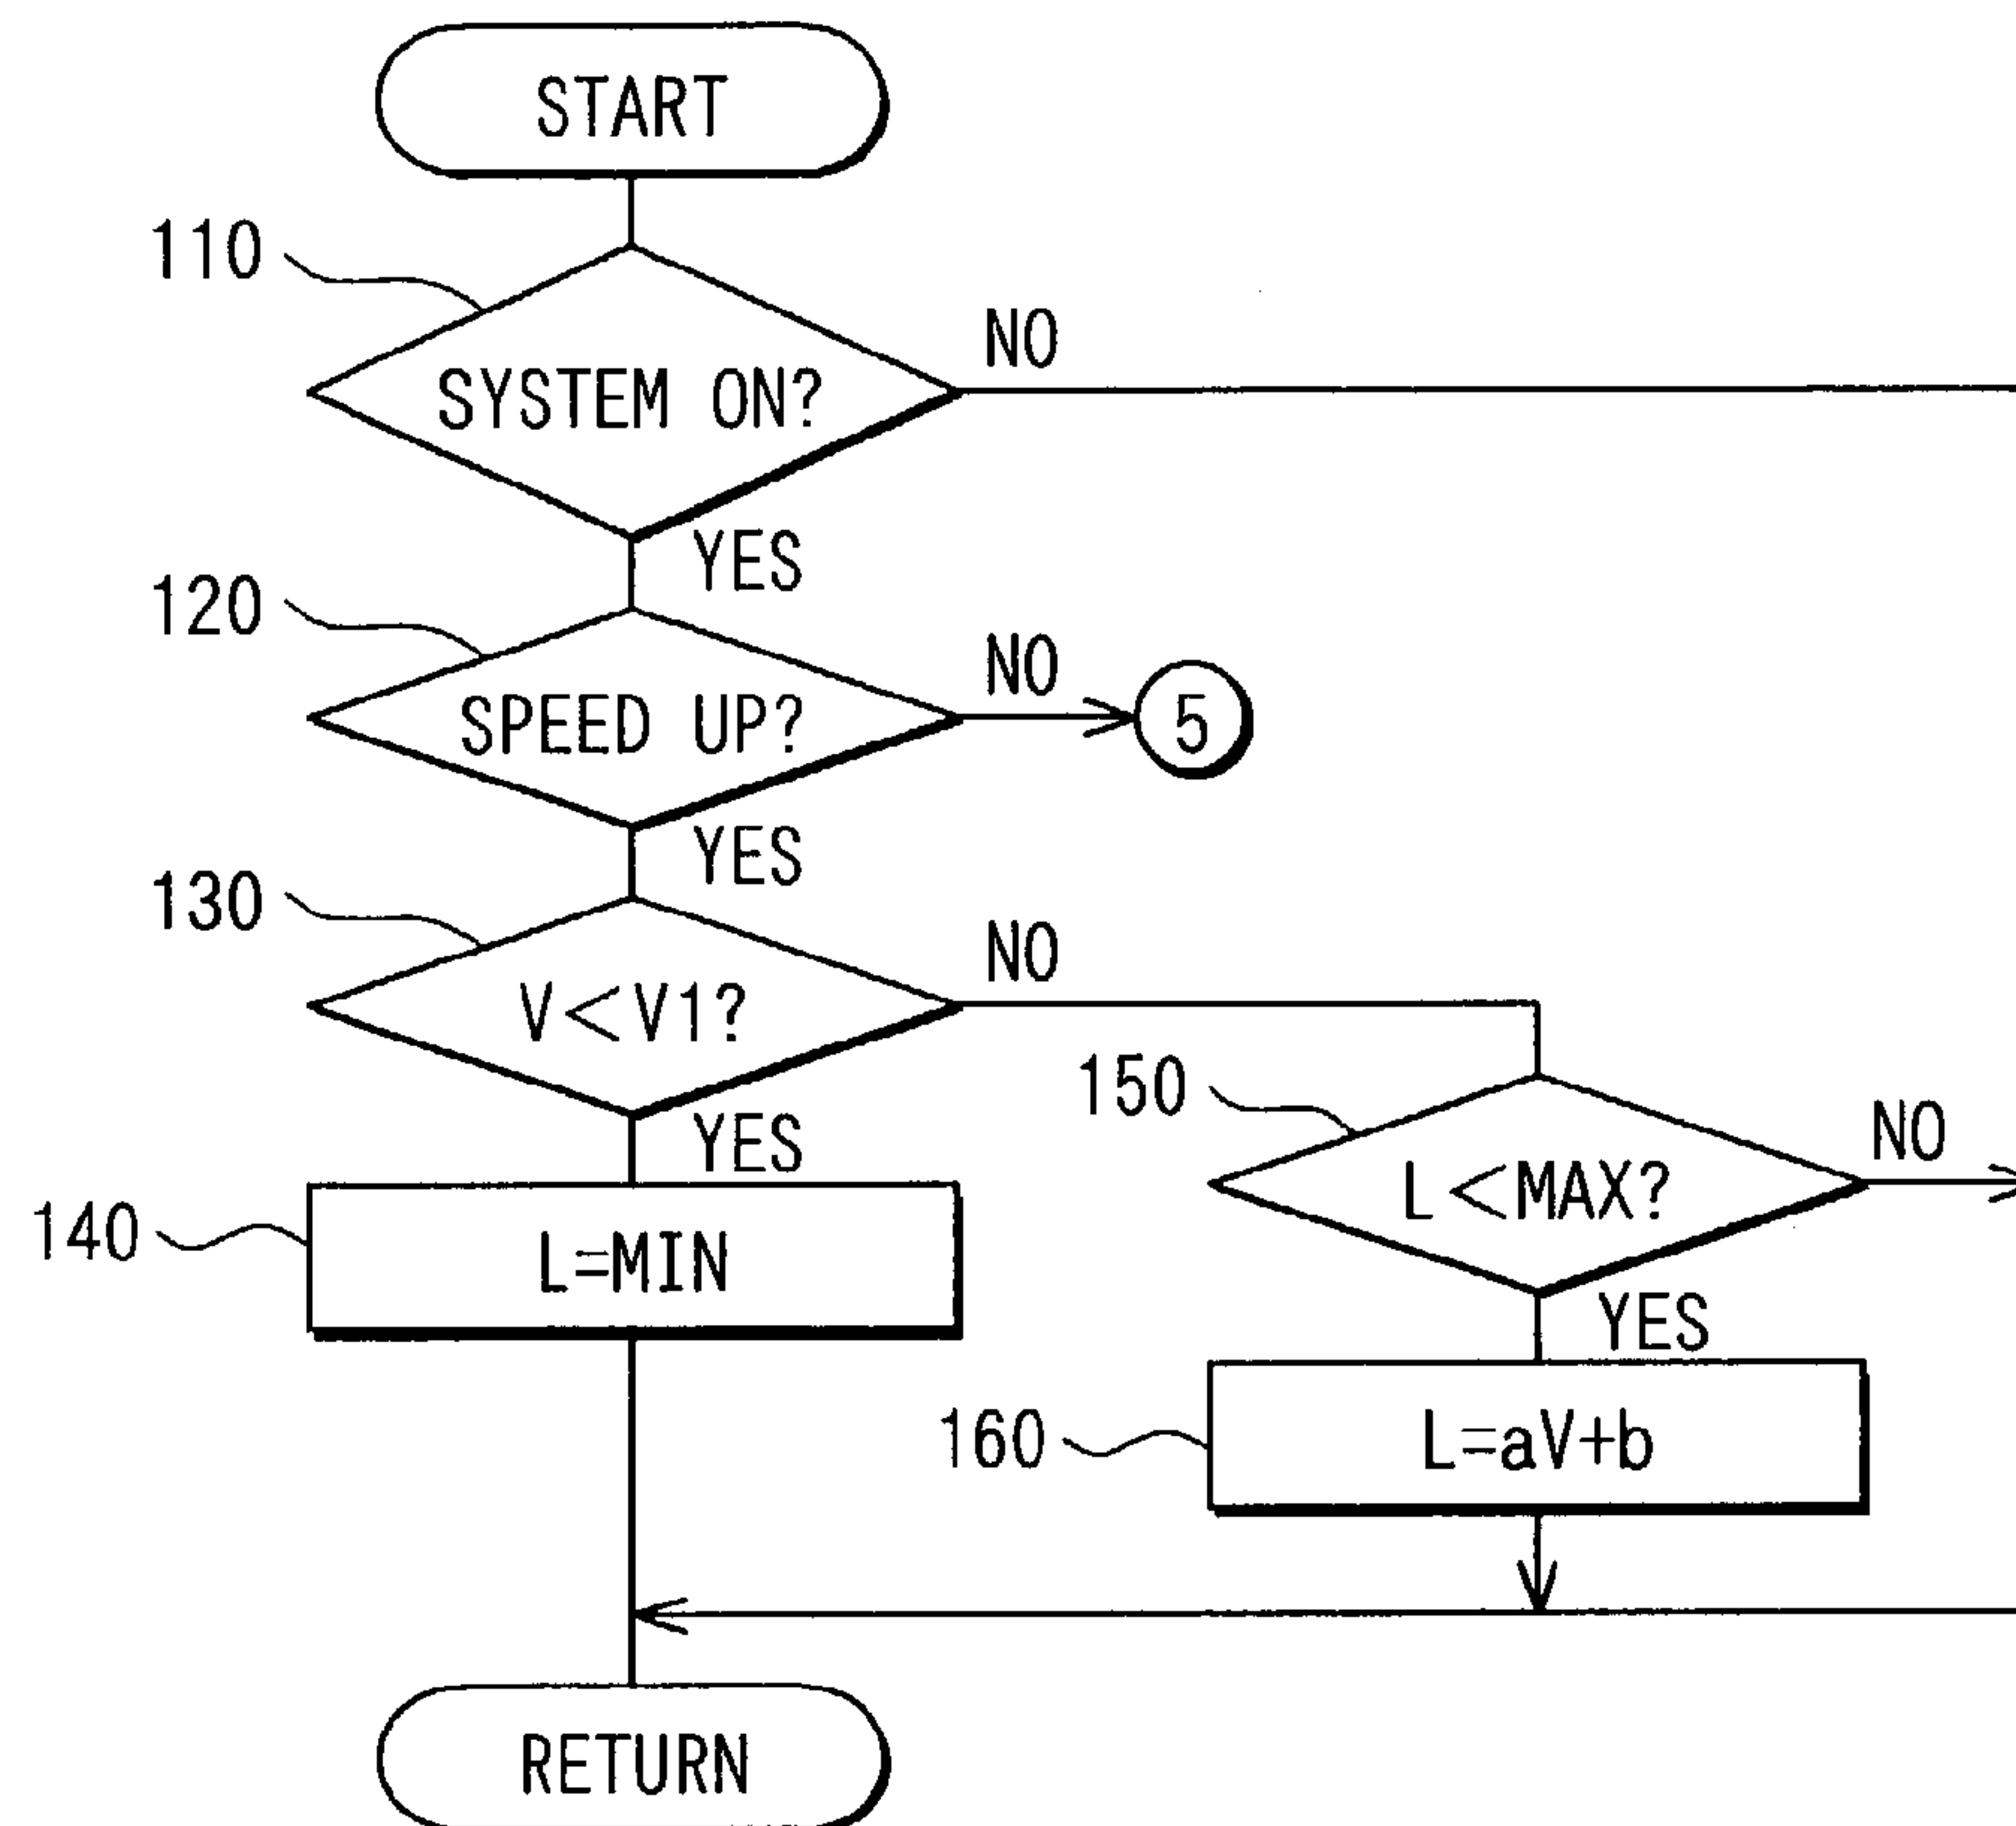 START
110
NO
SYSTEM ON?
YES
120
NO
SPEED UP?
5
YES
130
NO
V<V1?
150
NO
YES
L<MAX?
140
L=MIN
YES
160
L=aV+b
RETURN